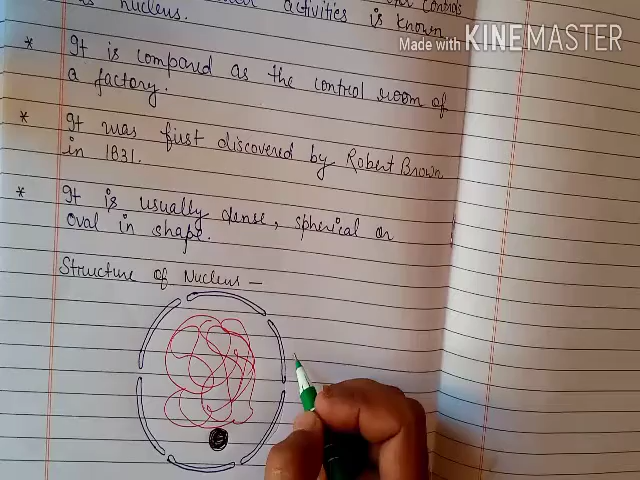 activities is known
as nucleus.
Made with KINEMASTER
* It is compared as the control room of
a factory.
* It was first discovered by Robert Brown
in 1831.
* It is usually dense, spherical or
oval in shape.
Structure of Nucleus —